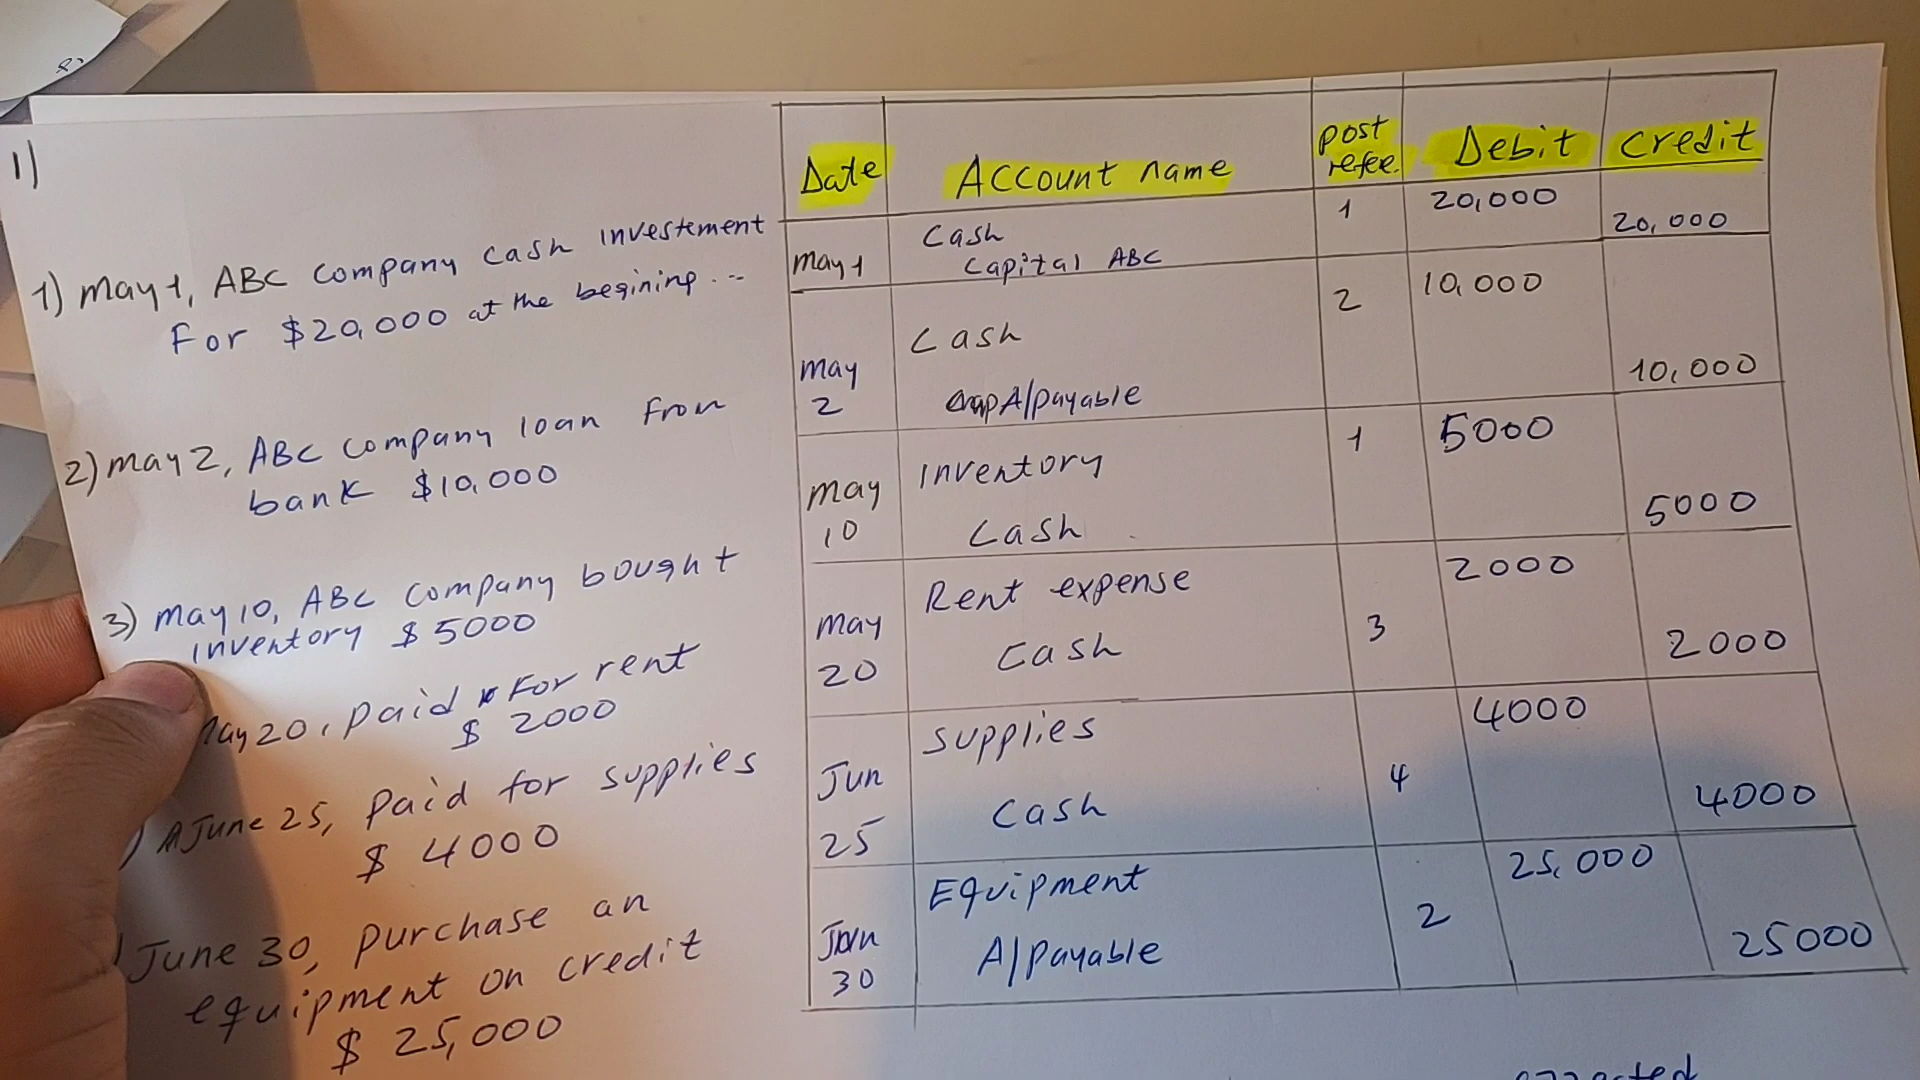 1)
1) May 1, ABC company cash investement
For $20,000 at the begining...
2) may 2, ABC company loan from
bank $10,000
3) may 10, ABC company bought
inventory $ 5000
May 20, paid for rent
$ 2000
) June 25, paid for supplies
$ 4000
June 30, purchase an
equipment on credit
$ 25,000
Date Account name post refee. Debit credit
May 1 Cash 1 20,000
Capital ABC 20,000
May 2 Cash 2 10,000
A/payable 10,000
May 10 Inventory 1 5000
Cash 5000
May 20 Rent expense 3 2000
Cash 2000
Jun 25 supplies 4 4000
Cash 4000
Jun 30 Equipment 2 25,000
A/payable 25000